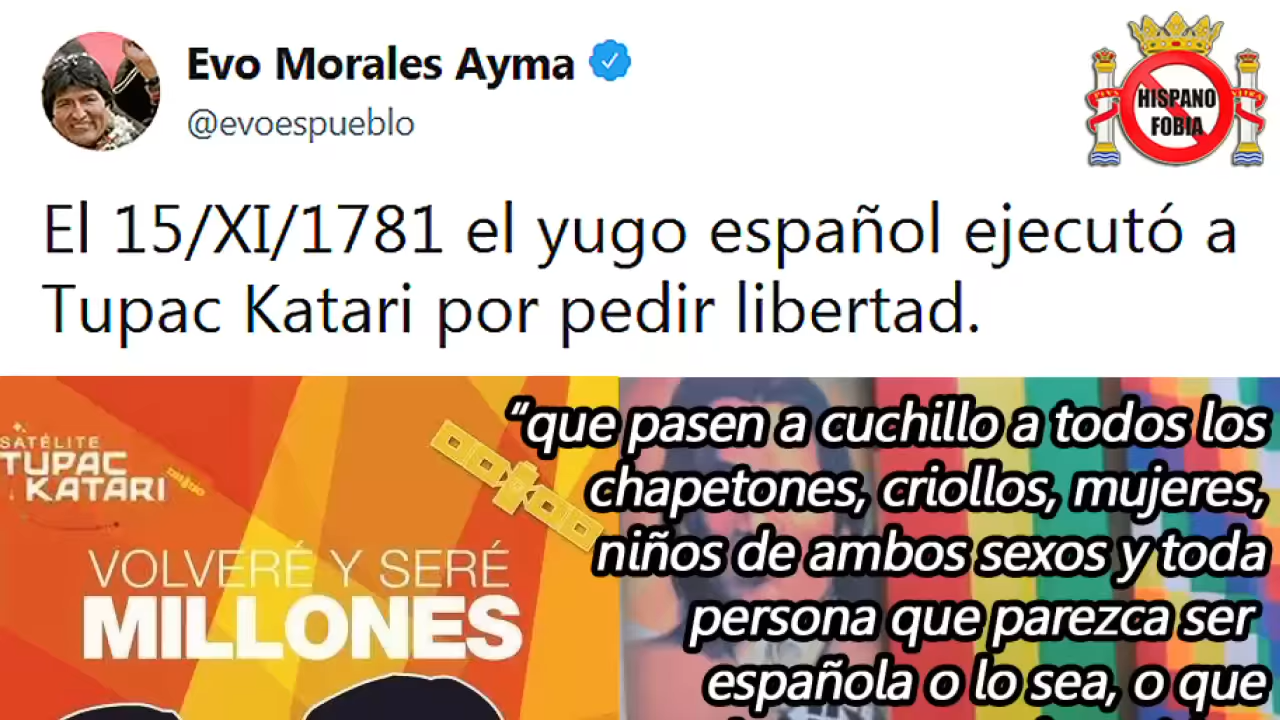 Evo Morales Ayma
@evoespueblo
HISPANO
FOBIA
El 15/XI/1781 el yugo español ejecutó a
Tupac Katari por pedir libertad.
SATÉLITE
TUPAC
KATARI
VOLVERÉ Y SERÉ
MILLONES
“que pasen a cuchillo a todos los
chapetones, criollos, mujeres,
niños de ambos sexos y toda
persona que parezca ser
española o lo sea, o que